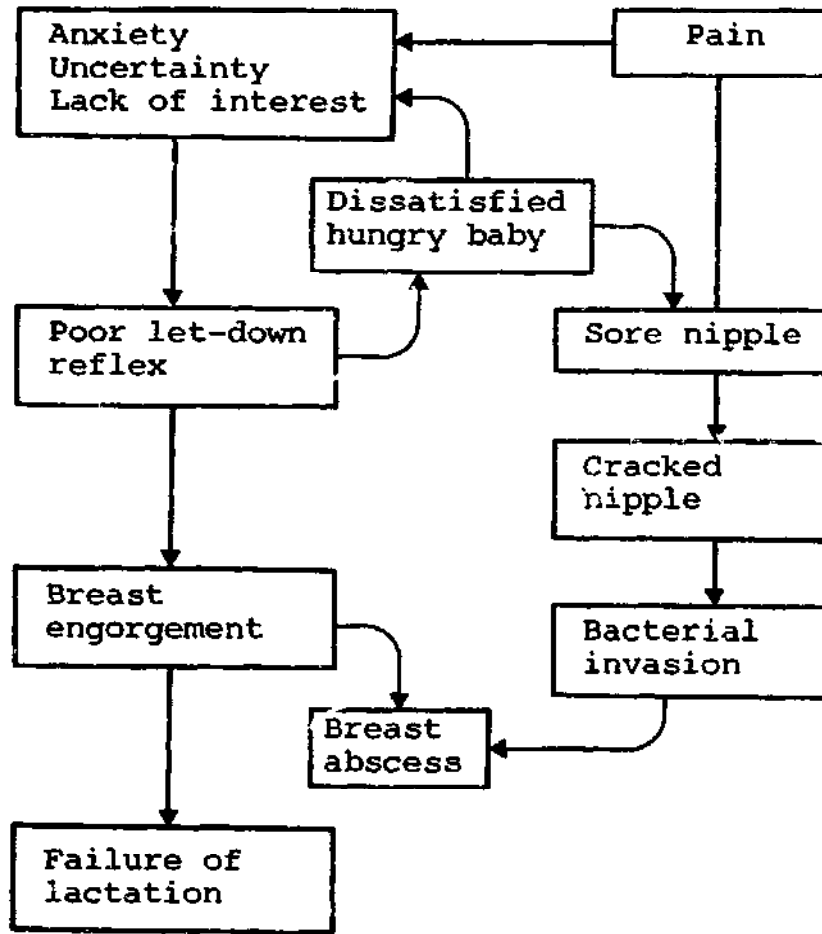 Anxiety
Uncertainty
Lack of interest
Pain
Dissatisfied
hungry baby
Poor let-down
reflex
Sore nipple
Cracked
nipple
Breast
engorgement
Bacterial
invasion
Breast
abscess
Failure of
lactation